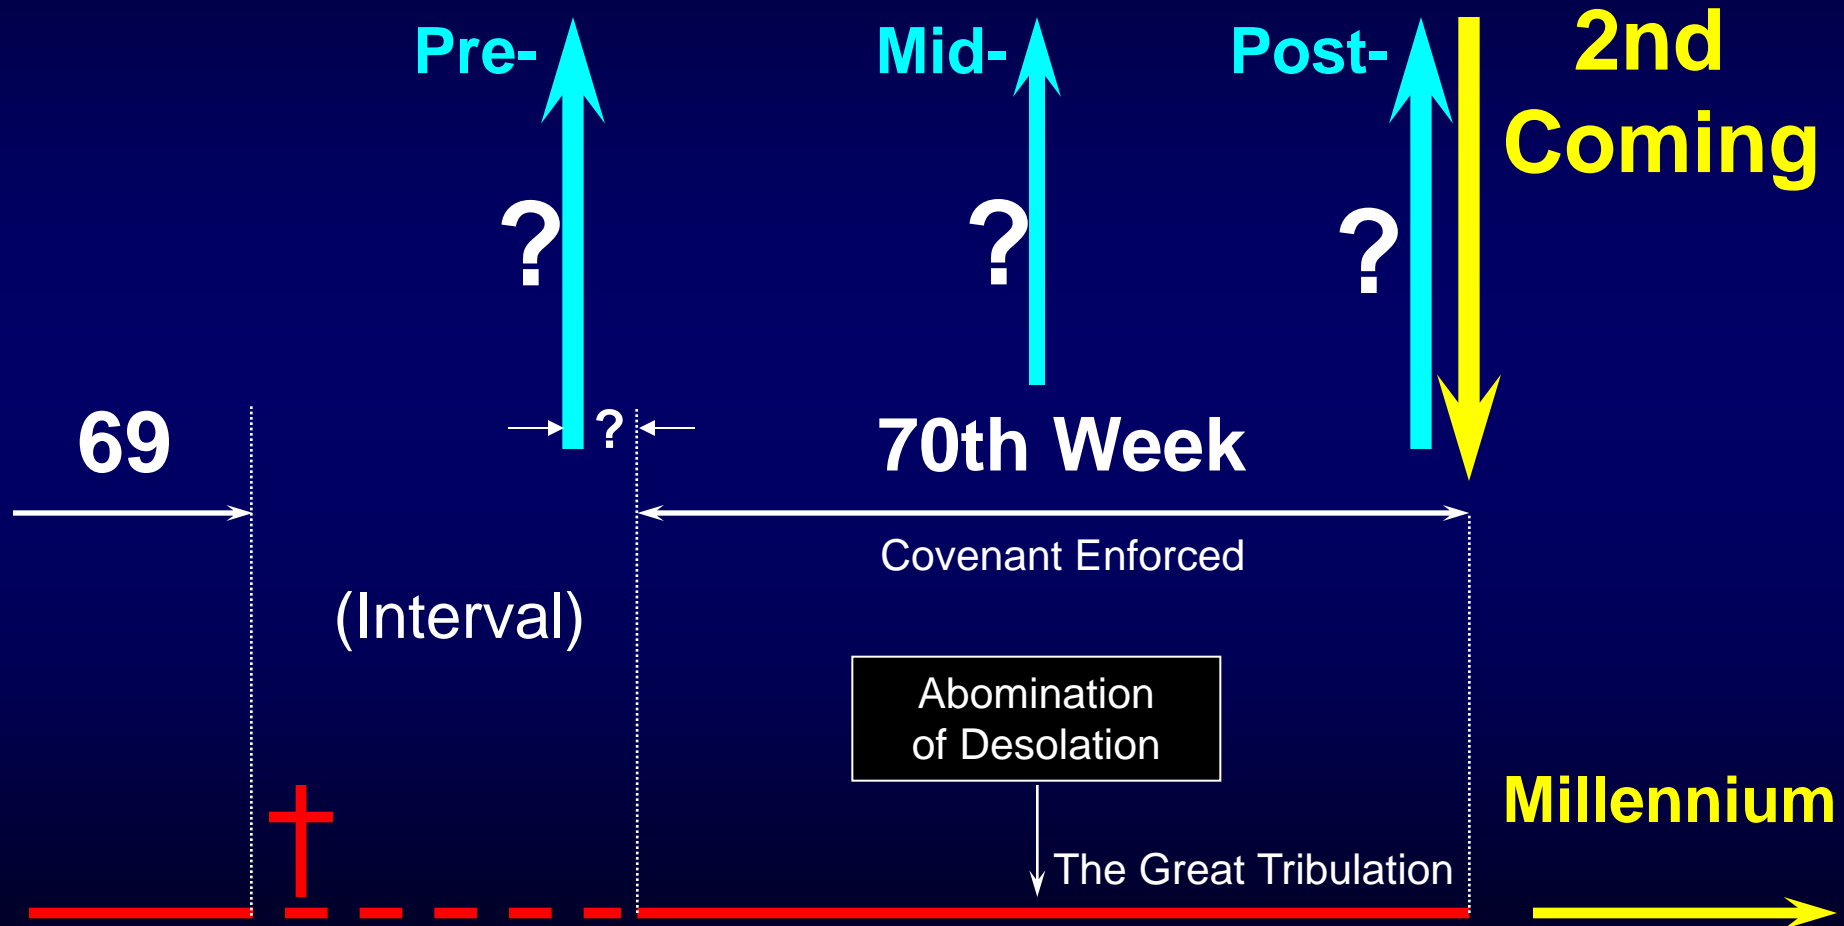 Pre-
Mid-
Post-
2nd
Coming
?
?
?
69
?
70th Week
Covenant Enforced
(Interval)
Abomination
of Desolation
Millennium
The Great Tribulation